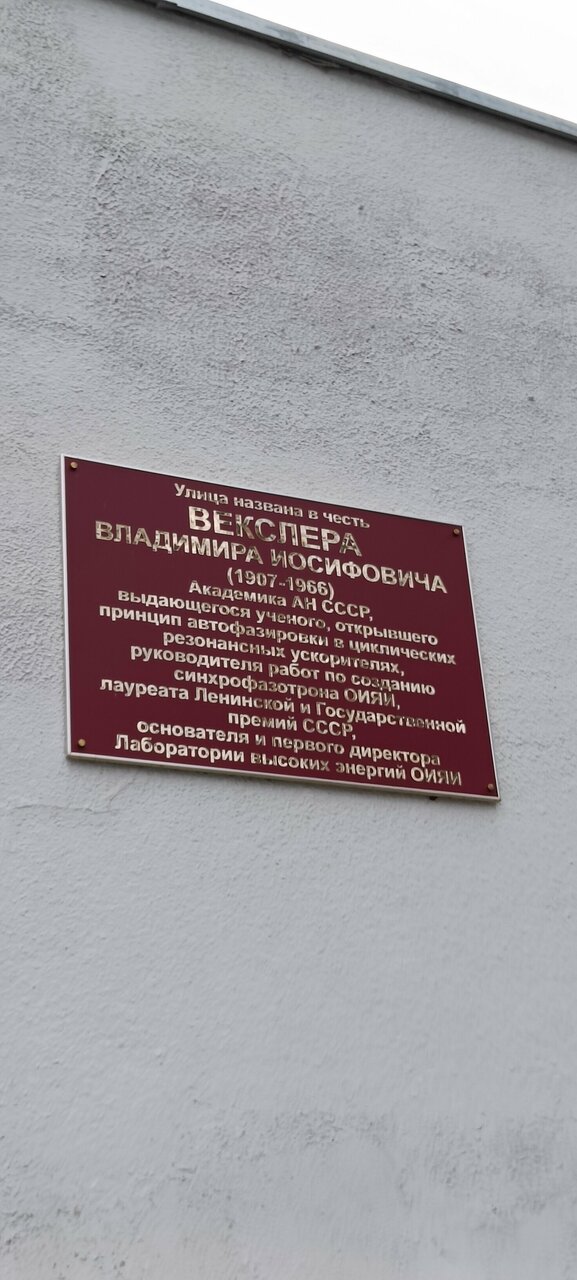 Улица названа в честь
ВЕКСЛЕРА
ВЛАДИМИРА ИОСИФОВИЧА
(1907-1966)
Академика АН СССР,
выдающегося ученого, открывшего
принцип автофазировки в циклических
резонансных ускорителях,
руководителя работ по созданию
синхрофазотрона ОИЯИ,
лауреата Ленинской и Государственной
премий СССР,
основателя и первого директора
Лаборатории высоких энергий ОИЯИ